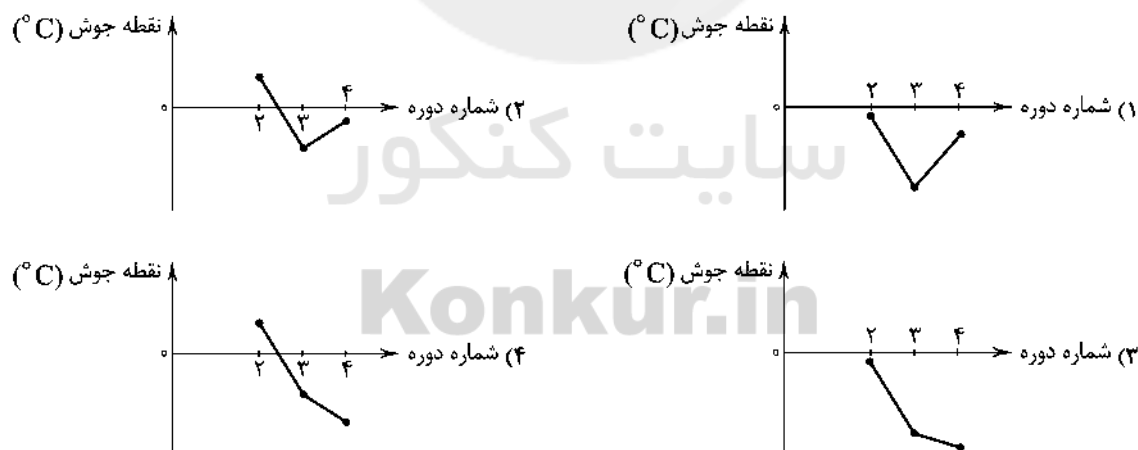 نقطه جوش (°C)
۱) شماره دوره
۰
۲ ۳ ۴
نقطه جوش (°C)
۲) شماره دوره
۰
۲ ۳ ۴
سایت کنکور
Konkur.in
نقطه جوش (°C)
۳) شماره دوره
۰
۲ ۳ ۴
نقطه جوش (°C)
۴) شماره دوره
۰
۲ ۳ ۴